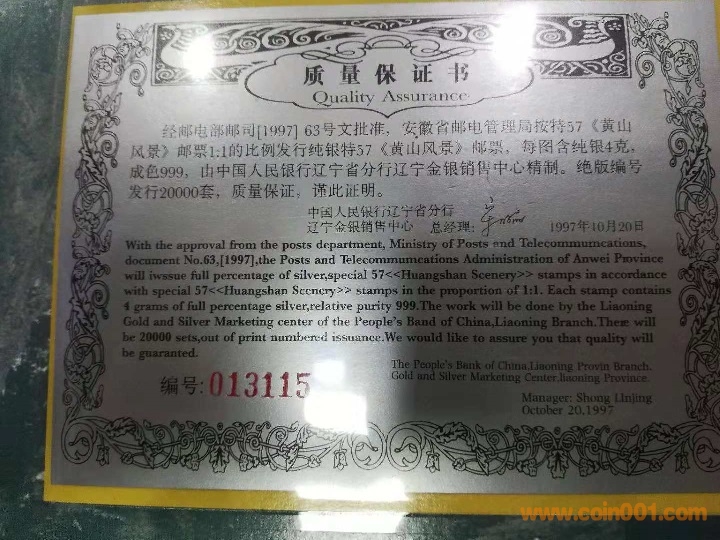 质量保证书
Quality Assurance
经邮电部邮司[1997] 63号文批准，安徽省邮电管理局按特57《黄山
风景》邮票1:1的比例发行纯银特57《黄山风景》邮票，每图含纯银4克，
成色999，由中国人民银行辽宁省分行辽宁金银销售中心精制。绝版编号
发行20000套，质量保证，谨此证明。
中国人民银行辽宁省分行
辽宁金银销售中心 总经理：
1997年10月20日
With the approval from the posts department, Ministry of Posts and Telecommumcations,
document No.63,[1997],the Posts and Telecommumcations Administration of Anwei Province
will iwssue full percentage of silver,special 57<<Huangshan Scenery>> stamps in accordance
with special 57<<Huangshan Scenery>> stamps in the proportion of 1:1. Each stamp contains
4 grams of full percentage silver,relative purity 999.The work will be done by the Liaoning
Gold and Silver Marketing center of the People's Band of China,Liaoning Branch.There will
be 20000 sets,out of print numbered issuance.We would like to assure you that quality will
be guaranted.
The People's Bank of China,Liaoning Provin Branch.
Gold and Silver Marketing Center.liaoning Province.
编号:013115
Manager: Shong LInjing
October 20,1997
www.coin001.com